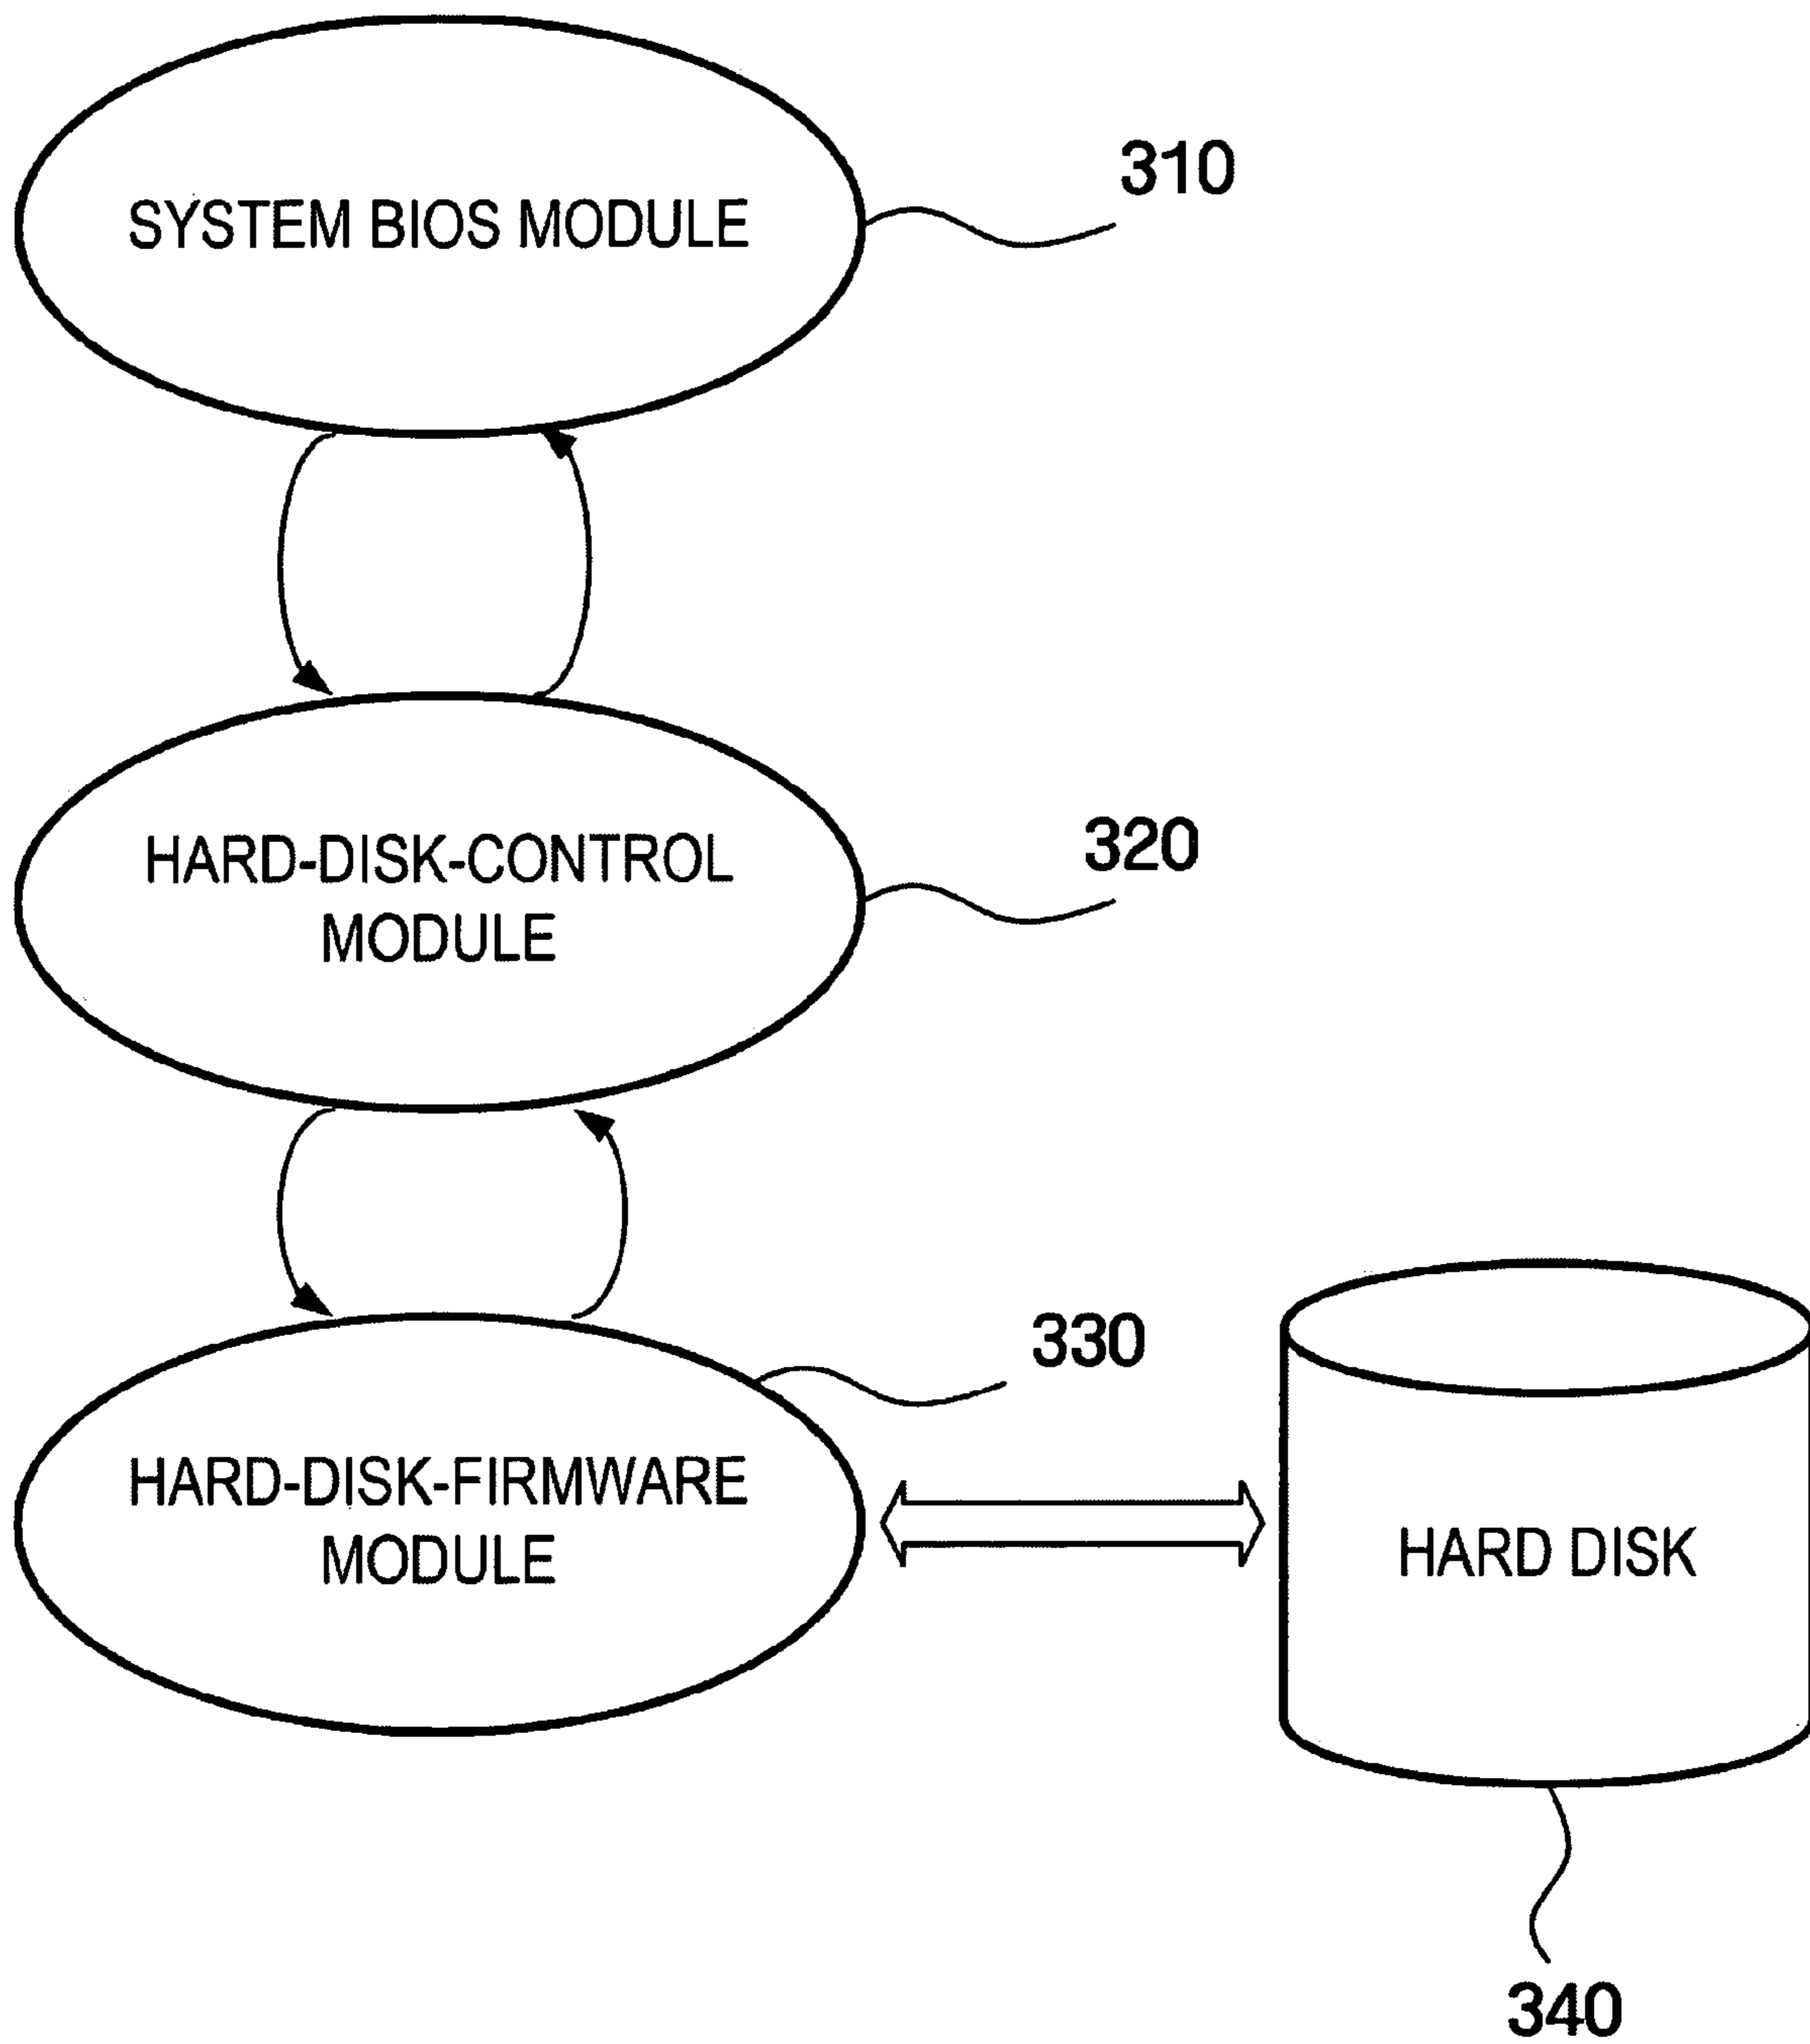 SYSTEM BIOS MODULE
310
HARD-DISK-CONTROL
MODULE
320
330
HARD-DISK-FIRMWARE
MODULE
HARD DISK
340